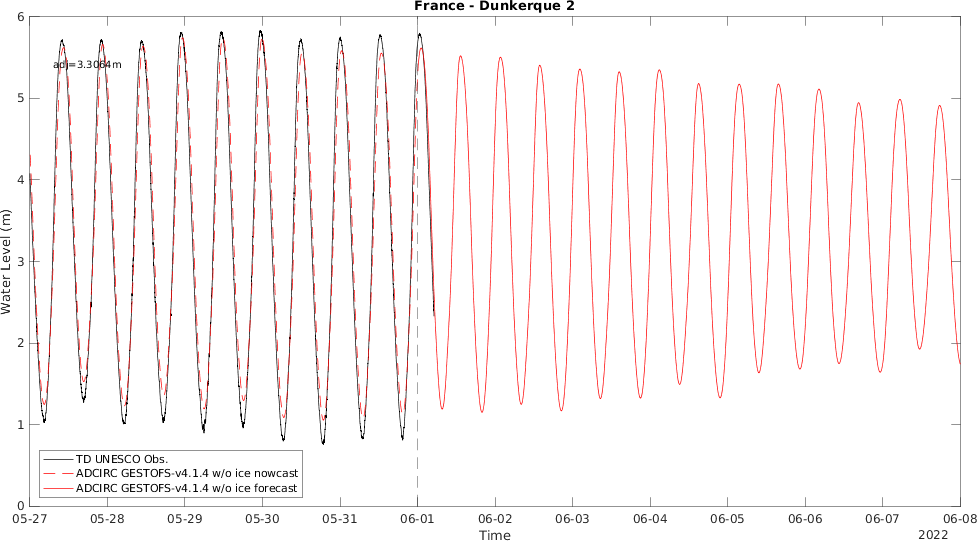 France - Dunkerque 2
6
5
4
3
2
1
0
Water Level (m)
adj=3.3064m
TD UNESCO Obs.
ADCIRC GESTOFS-v4.1.4 w/o ice nowcast
ADCIRC GESTOFS-v4.1.4 w/o ice forecast
05-27 05-28 05-29 05-30 05-31 06-01 06-02 06-03 06-04 06-05 06-06 06-07 06-08
Time
2022